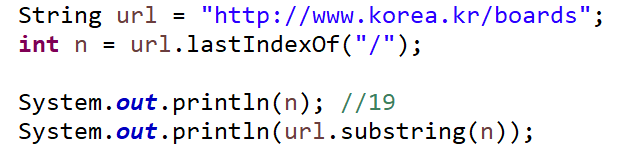 String url = "http://www.korea.kr/boards";
int n = url.lastIndexOf("/");
System.out.println(n); //19
System.out.println(url.substring(n));